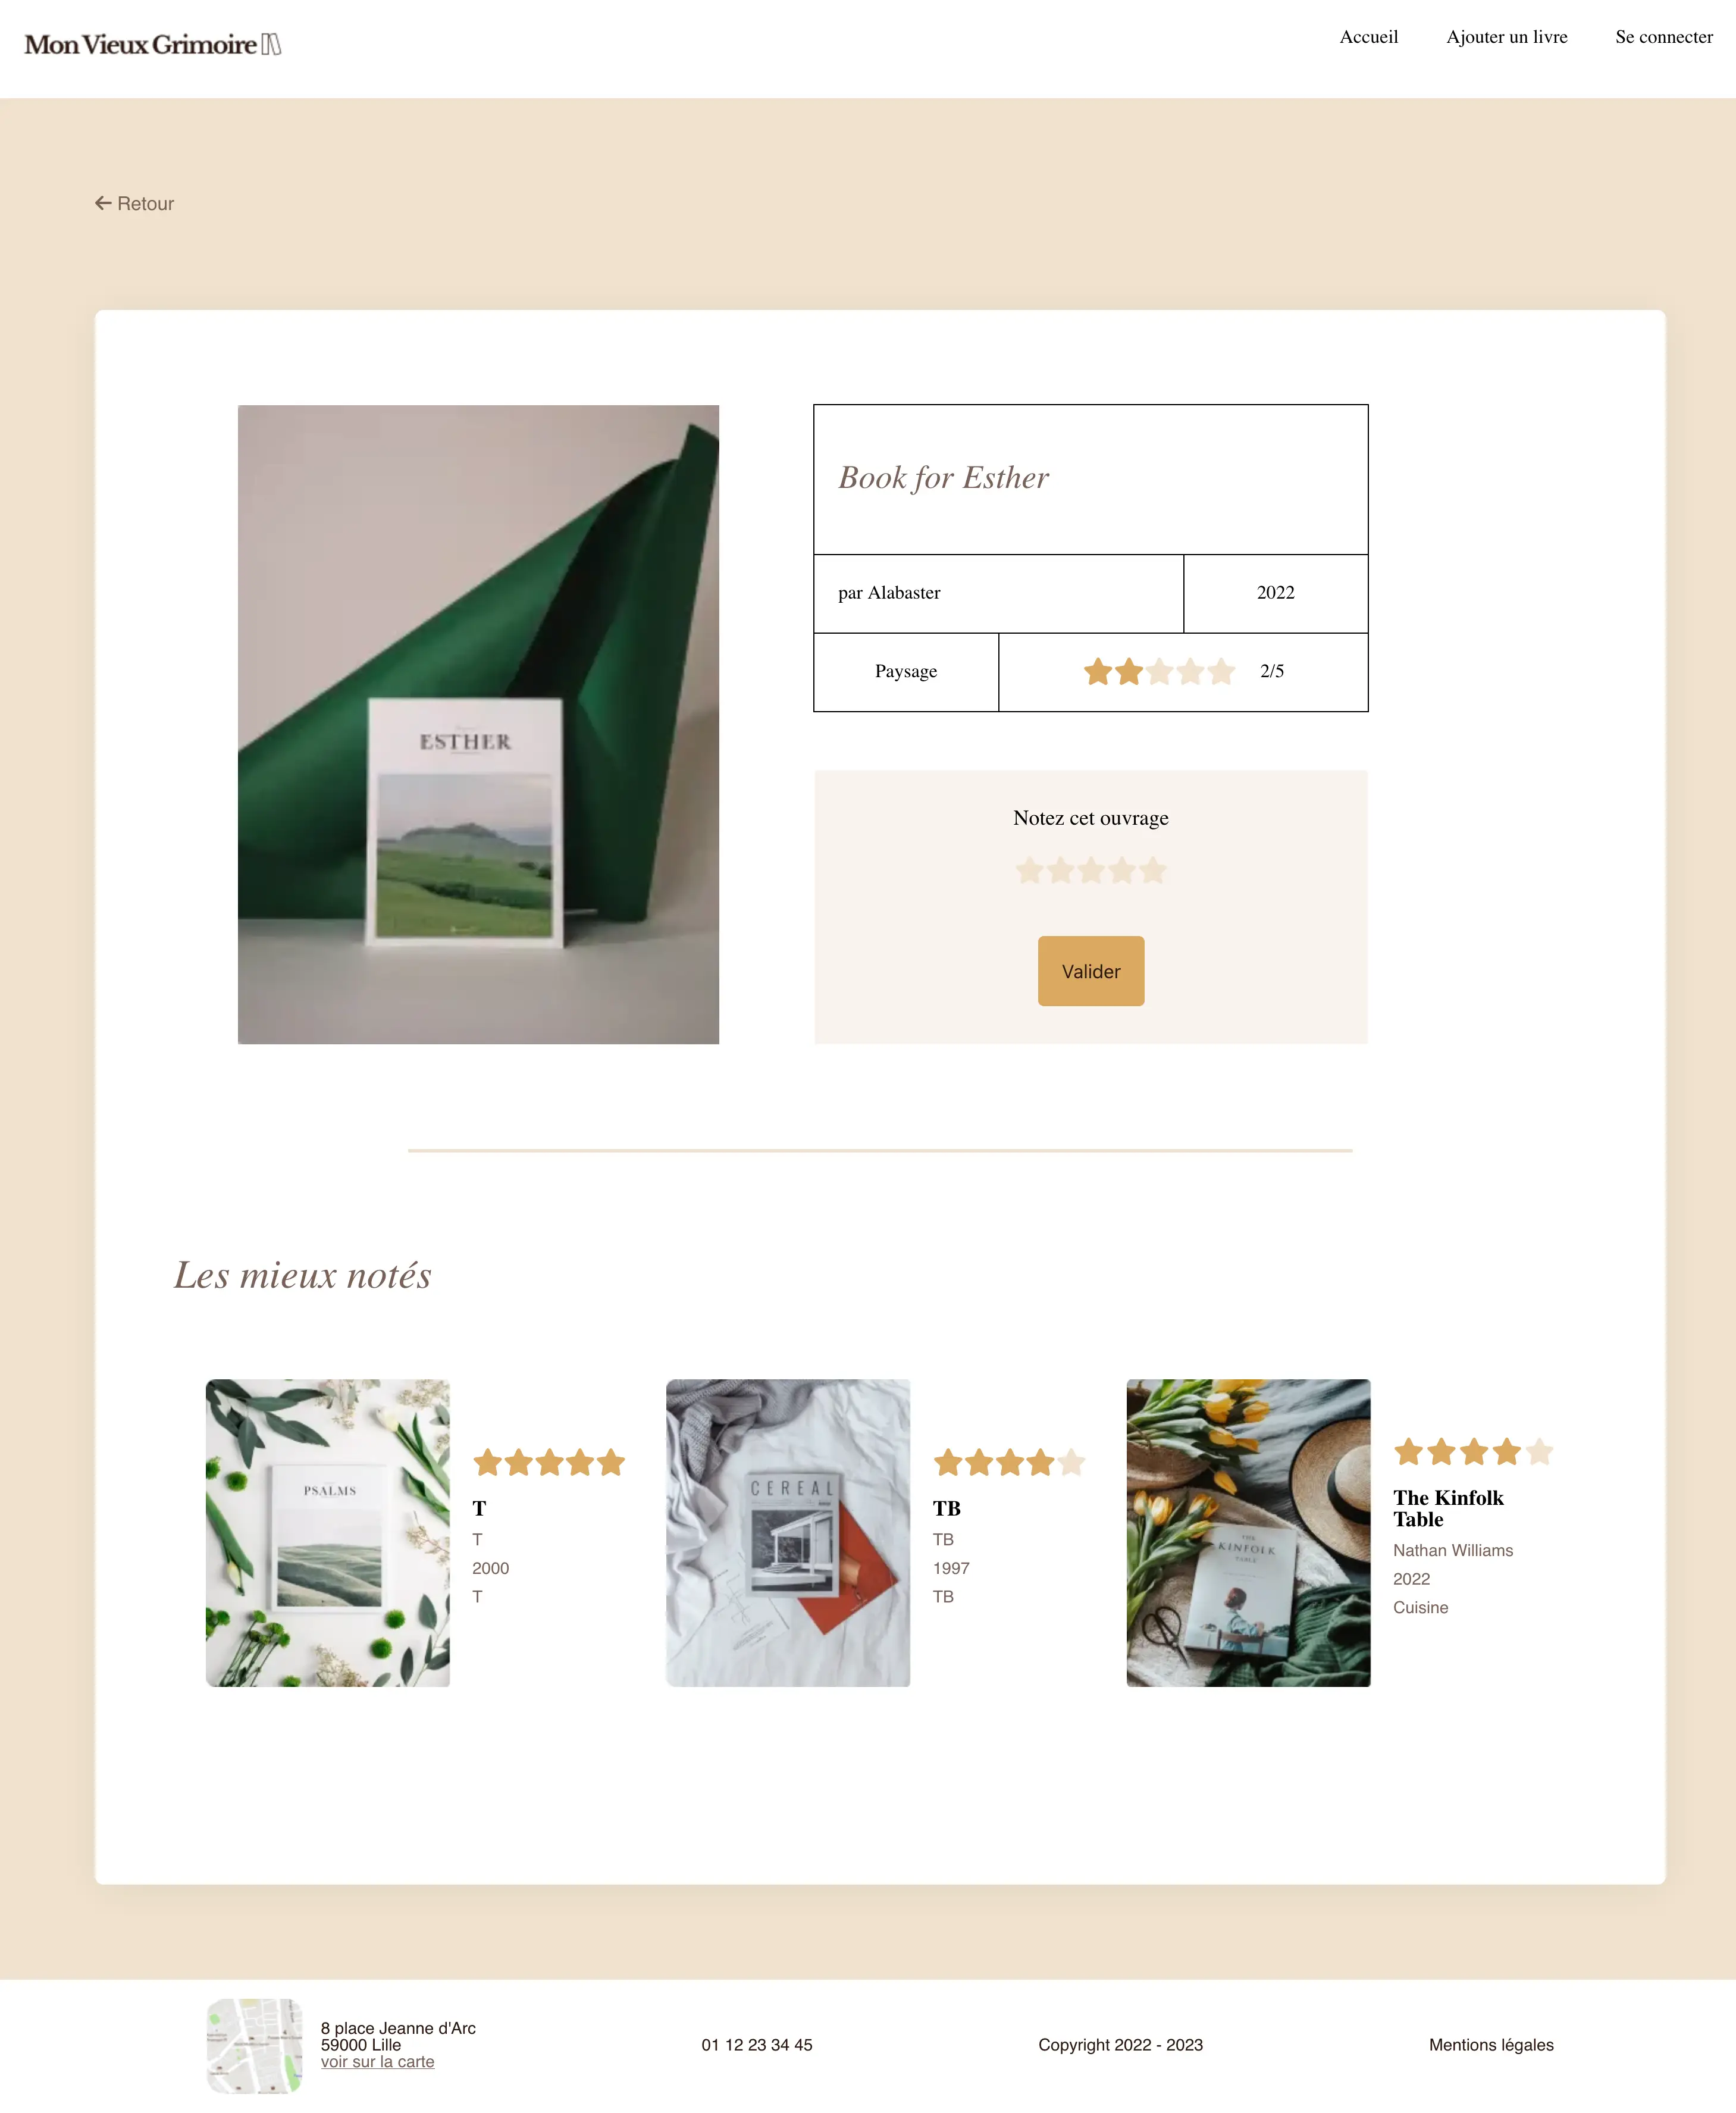 Mon Vieux Grimoire
Accueil
Ajouter un livre
Se connecter
Retour
ESTHER
Book for Esther
par Alabaster
2022
Paysage
2/5
Notez cet ouvrage
Valider
Les mieux notés
PSALMS
T
T
2000
T
CEREAL
TB
TB
1997
TB
THE
KINFOLK
TABLE
The Kinfolk
Table
Nathan Williams
2022
Cuisine
8 place Jeanne d'Arc
59000 Lille
voir sur la carte
01 12 23 34 45
Copyright 2022 - 2023
Mentions légales